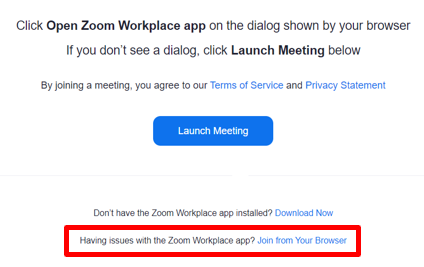 Click Open Zoom Workplace app on the dialog shown by your browser
If you don’t see a dialog, click Launch Meeting below
By joining a meeting, you agree to our Terms of Service and Privacy Statement
Launch Meeting
Don’t have the Zoom Workplace app installed? Download Now
Having issues with the Zoom Workplace app? Join from Your Browser